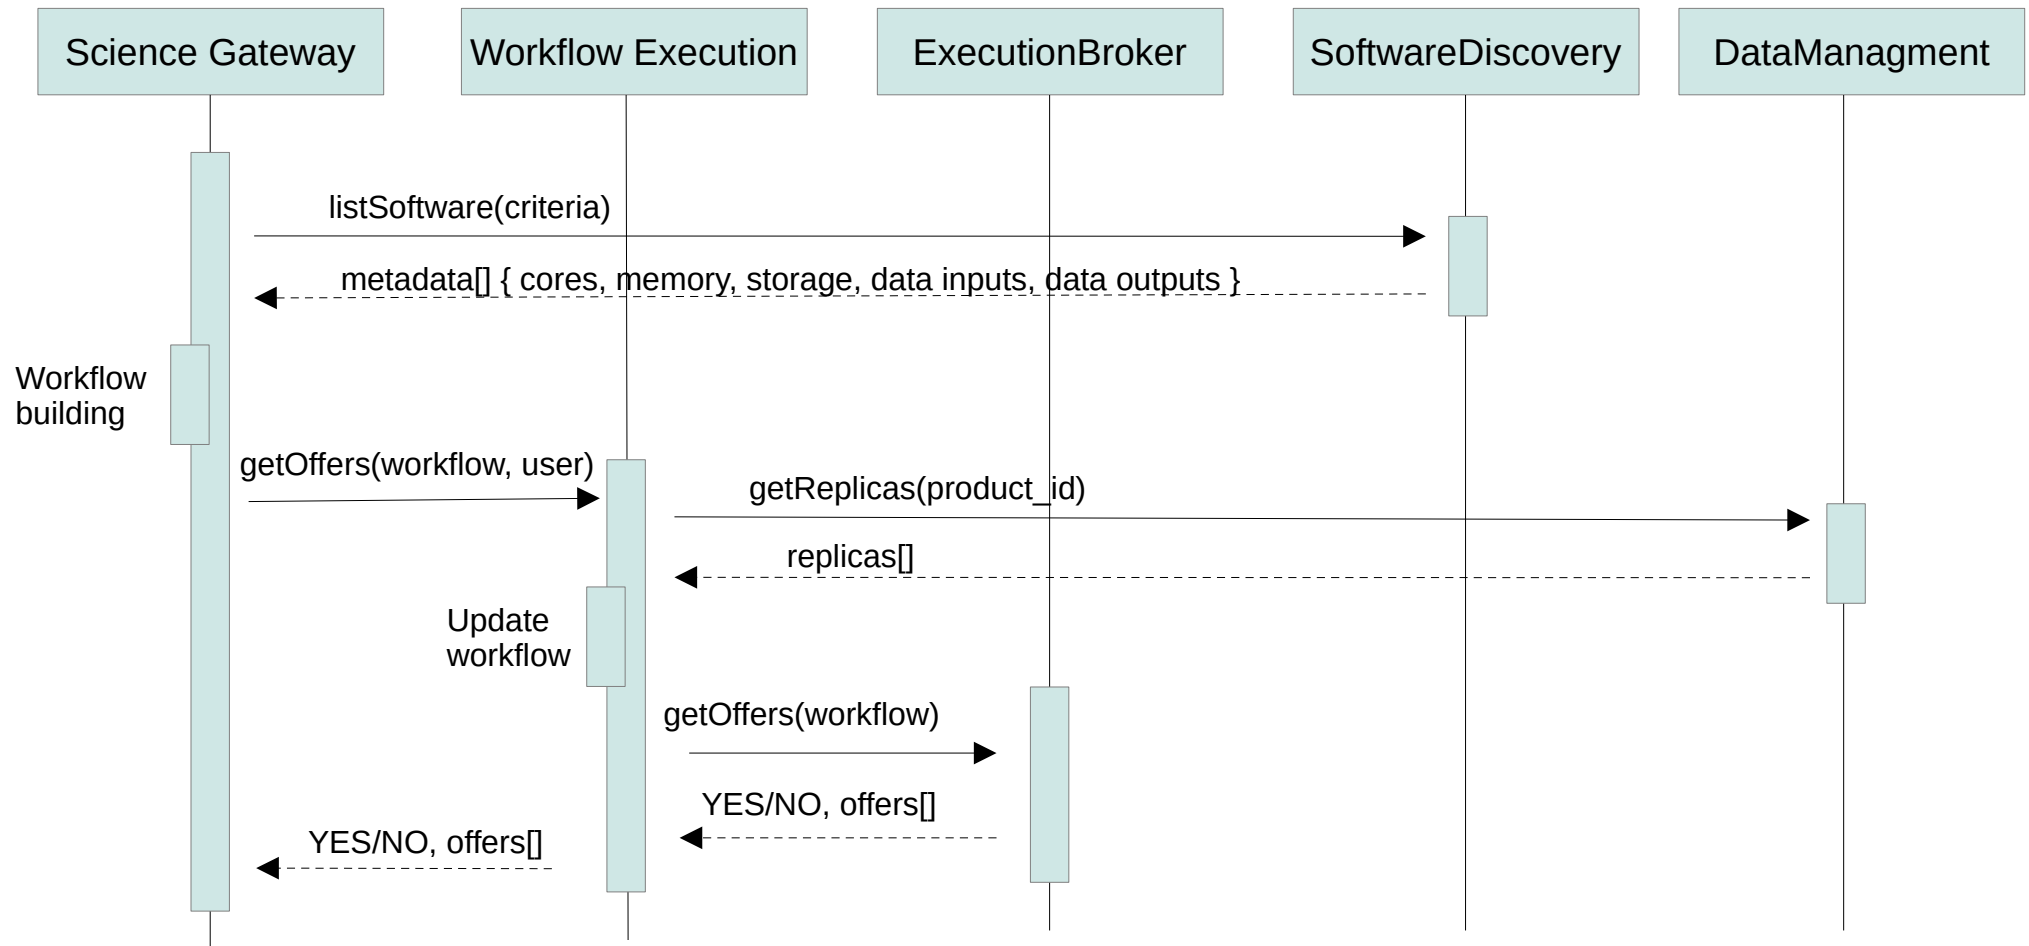 Science Gateway
Workflow Execution
ExecutionBroker
SoftwareDiscovery
DataManagment
listSoftware(criteria)
metadata[] { cores, memory, storage, data inputs, data outputs }
Workflow
building
getOffers(workflow, user)
getReplicas(product_id)
replicas[]
Update
workflow
getOffers(workflow)
YES/NO, offers[]
YES/NO, offers[]